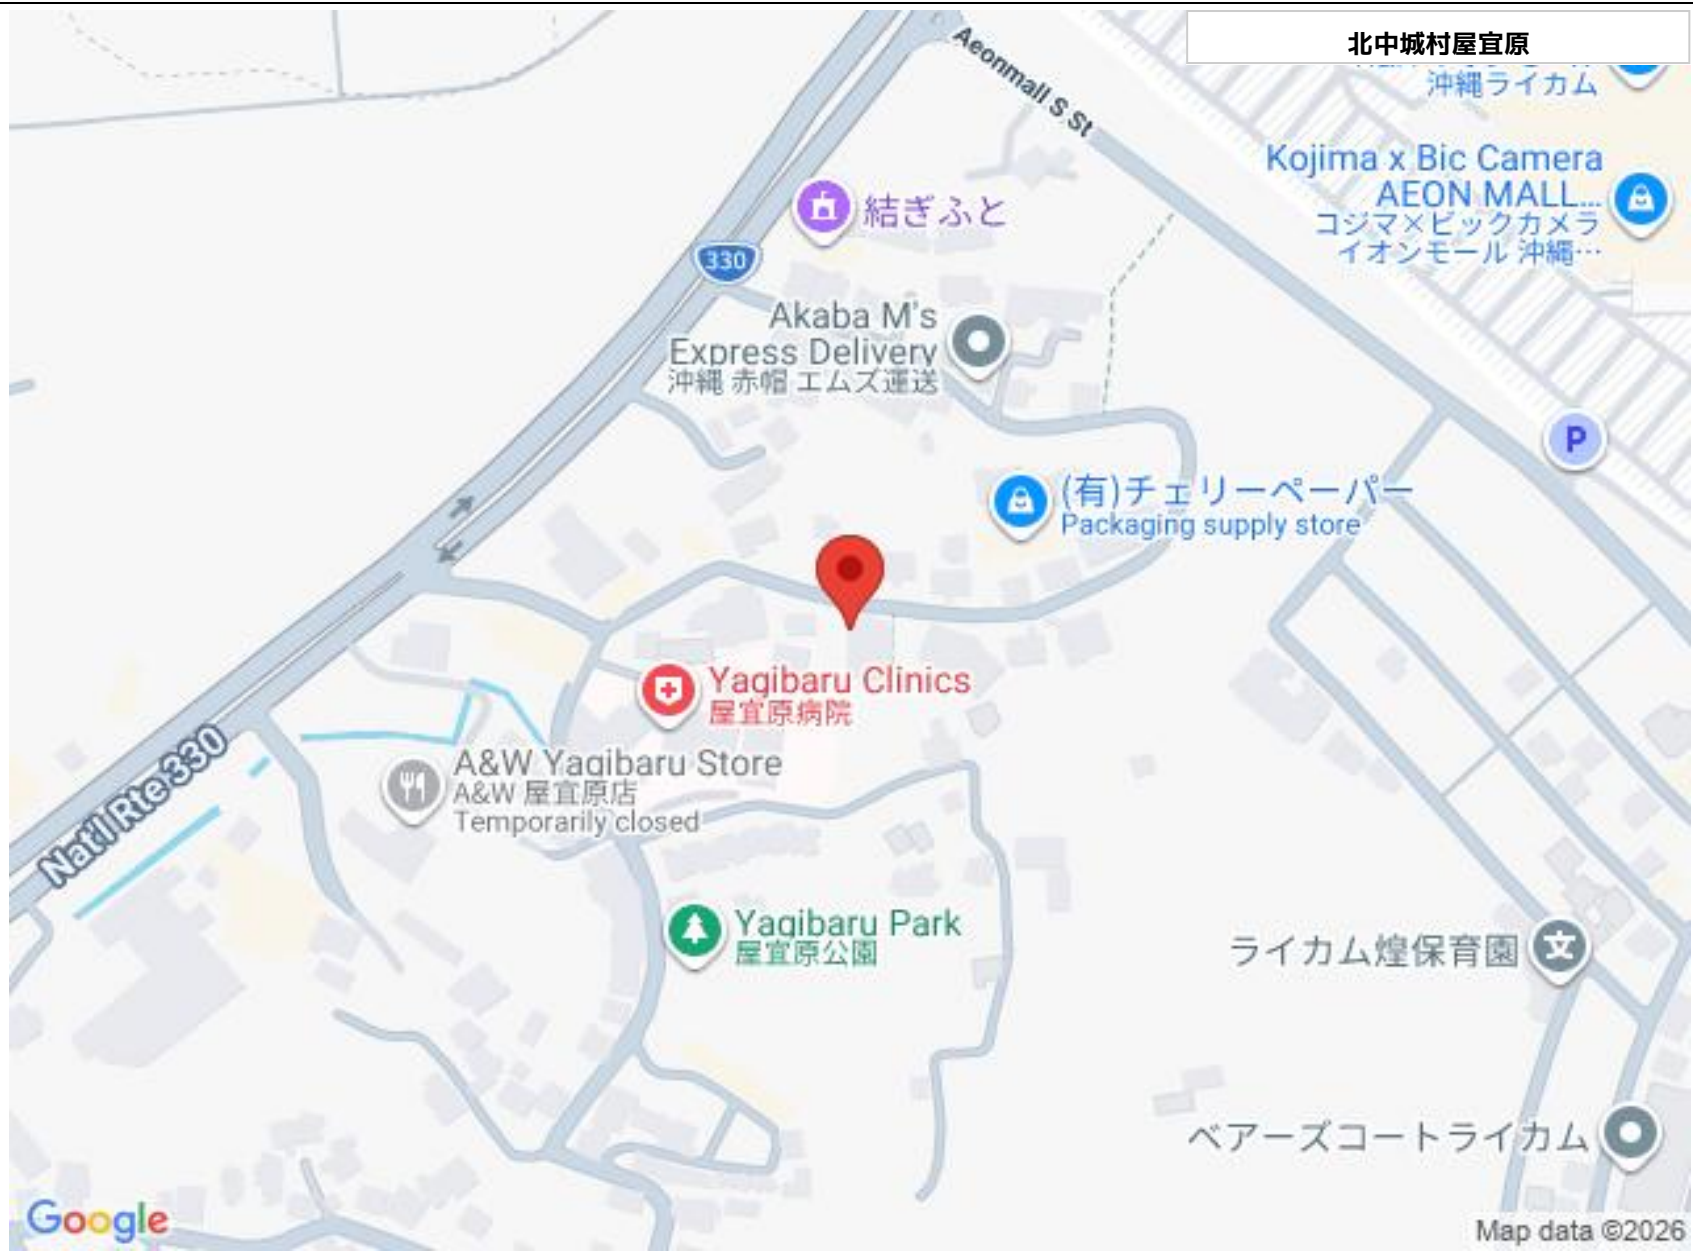 北中城村屋宜原
沖縄ライカム
Aeonmall S St
Kojima x Bic Camera
AEON MALL...
コジマ×ビックカメラ
イオンモール 沖縄…
結ぎふと
330
Akaba M's
Express Delivery
沖縄 赤帽 エムズ運送
P
(有)チェリーペーパー
Packaging supply store
Yagibaru Clinics
屋宜原病院
Nat'l Rte 330
A&W Yagibaru Store
A&W 屋宜原店
Temporarily closed
Yagibaru Park
屋宜原公園
ライカム煌保育園
文
ベアーズコートライカム
Google
Map data ©2026